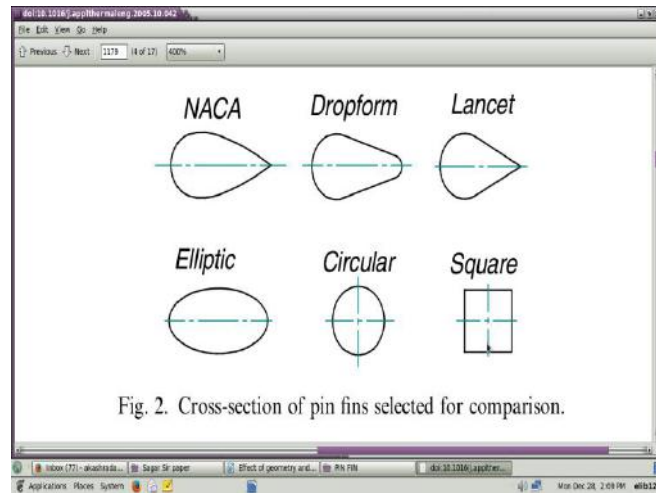 doi:10.1016/j.applthermaleng.2005.10.042
File Edit View Go Help
Previous Next 1179 (4 of 17) 400%
NACA Dropform Lancet
Elliptic Circular Square
Fig. 2. Cross-section of pin fins selected for comparison.
Inbox (77) - akashrada... Sagar Sir paper Effect of geometry and... PIN FIN doi:10.1016/j.applther...
Applications Places System Mon Dec 28, 2:09 PM elib12